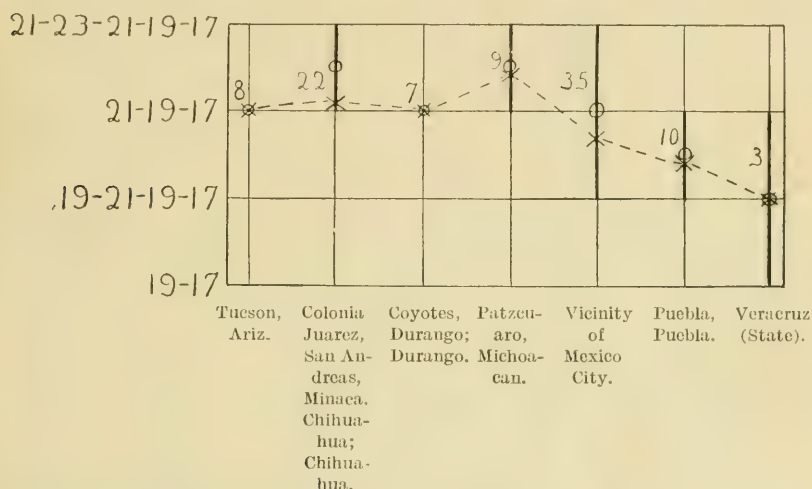 21-23-21-19-17
9
22
35
8
7
21-19-17
10
3
.19-21-19-17
19-17
Tucson, Ariz.
Colonia Juarez, San An-
dreas, Minaca, Chihua-
hua; Chihua-
hua.
Coyotes, Durango; Durango.
Patzcu-
aro, Michoa-
can.
Vicinity of Mexico City.
Puebla, Puebla.
Veracruz (State).